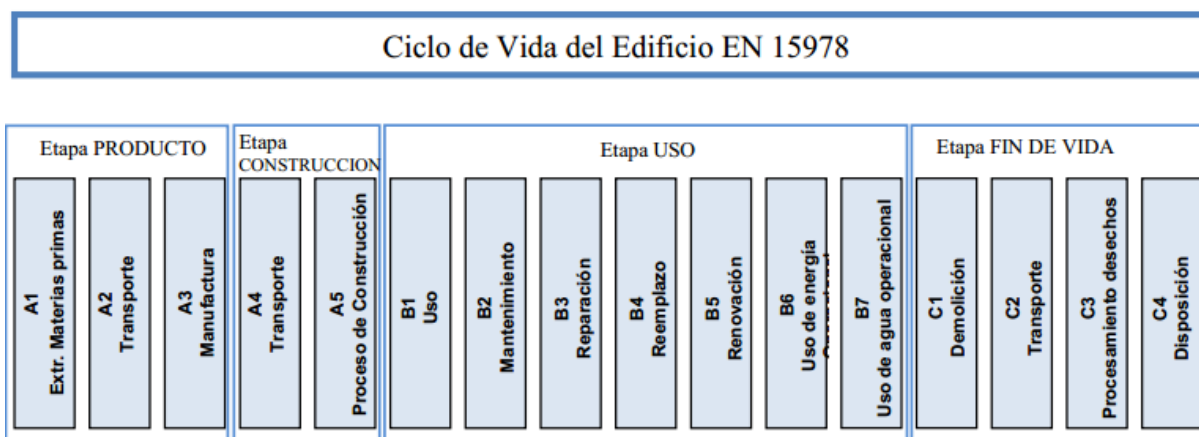 Ciclo de Vida del Edificio EN 15978
Etapa PRODUCTO
A1
Extr. Materias primas
A2
Transporte
A3
Manufactura
Etapa
CONSTRUCCION
A4
Transporte
A5
Proceso de Construcción
Etapa USO
B1
Uso
B2
Mantenimiento
B3
Reparación
B4
Reemplazo
B5
Renovación
B6
Uso de energía
B7
Uso de agua operacional
Etapa FIN DE VIDA
C1
Demolición
C2
Transporte
C3
Procesamiento desechos
C4
Disposición